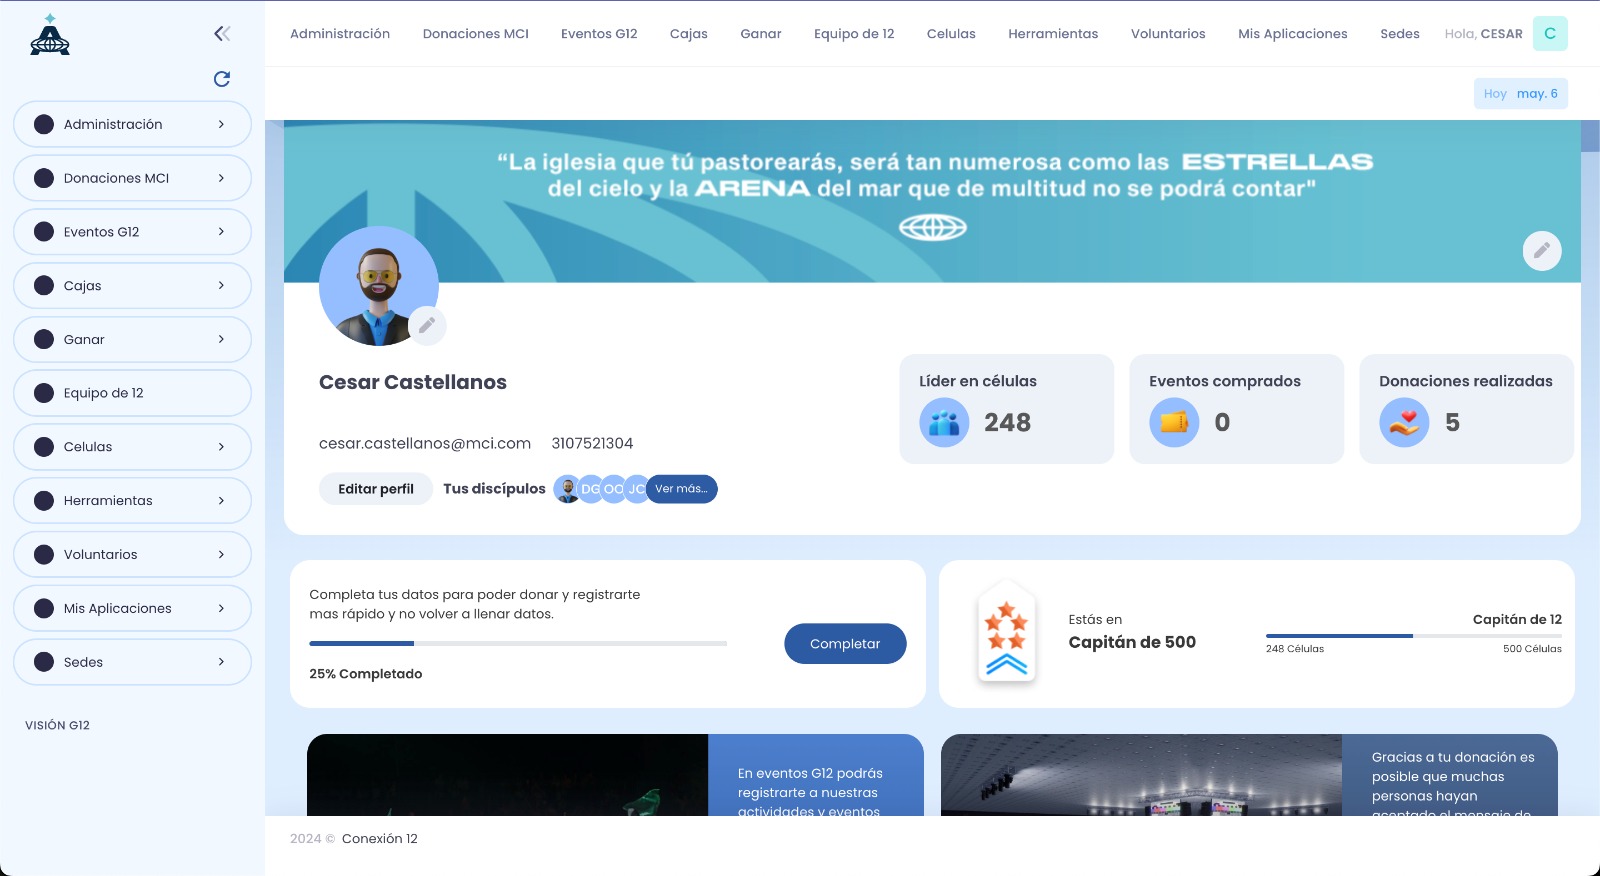 Administración
Donaciones MCI
Eventos G12
Cajas
Ganar
Equipo de 12
Celulas
Herramientas
Voluntarios
Mis Aplicaciones
Sedes
Hola, CESAR
C
Hoy may. 6
Administración
Donaciones MCI
Eventos G12
Cajas
Ganar
Equipo de 12
Celulas
Herramientas
Voluntarios
Mis Aplicaciones
Sedes
VISIÓN G12
“La iglesia que tú pastorearás, será tan numerosa como las ESTRELLAS
del cielo y la ARENA del mar que de multitud no se podrá contar"
Cesar Castellanos
cesar.castellanos@mci.com 3107521304
Editar perfil
Tus discípulos
DG
OO
JC
Ver más...
Líder en células
248
Eventos comprados
0
Donaciones realizadas
5
Completa tus datos para poder donar y registrarte
mas rápido y no volver a llenar datos.
25% Completado
Completar
Estás en
Capitán de 500
Capitán de 12
248 Células
500 Células
En eventos G12 podrás
registrarte a nuestras
actividades y eventos
Gracias a tu donación es
posible que muchas
personas hayan
aceptado el mensaje de
2024 © Conexión 12